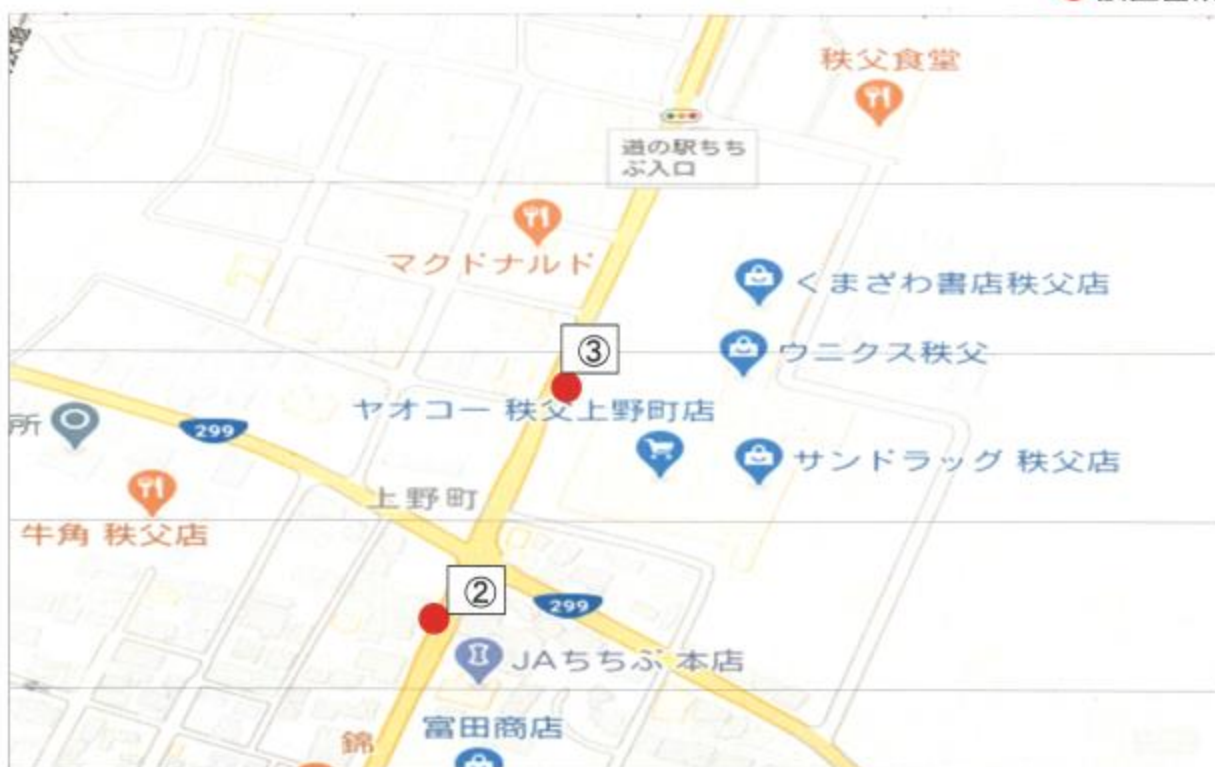 秩父食堂
道の駅ちち
ぶ入口
マクドナルド
くまざわ書店秩父店
③
ウニクス秩父
ヤオコー 秩父上野町店
所
299
サンドラッグ 秩父店
上野町
牛角 秩父店
②
299
JAちちぶ 本店
富田商店
錦